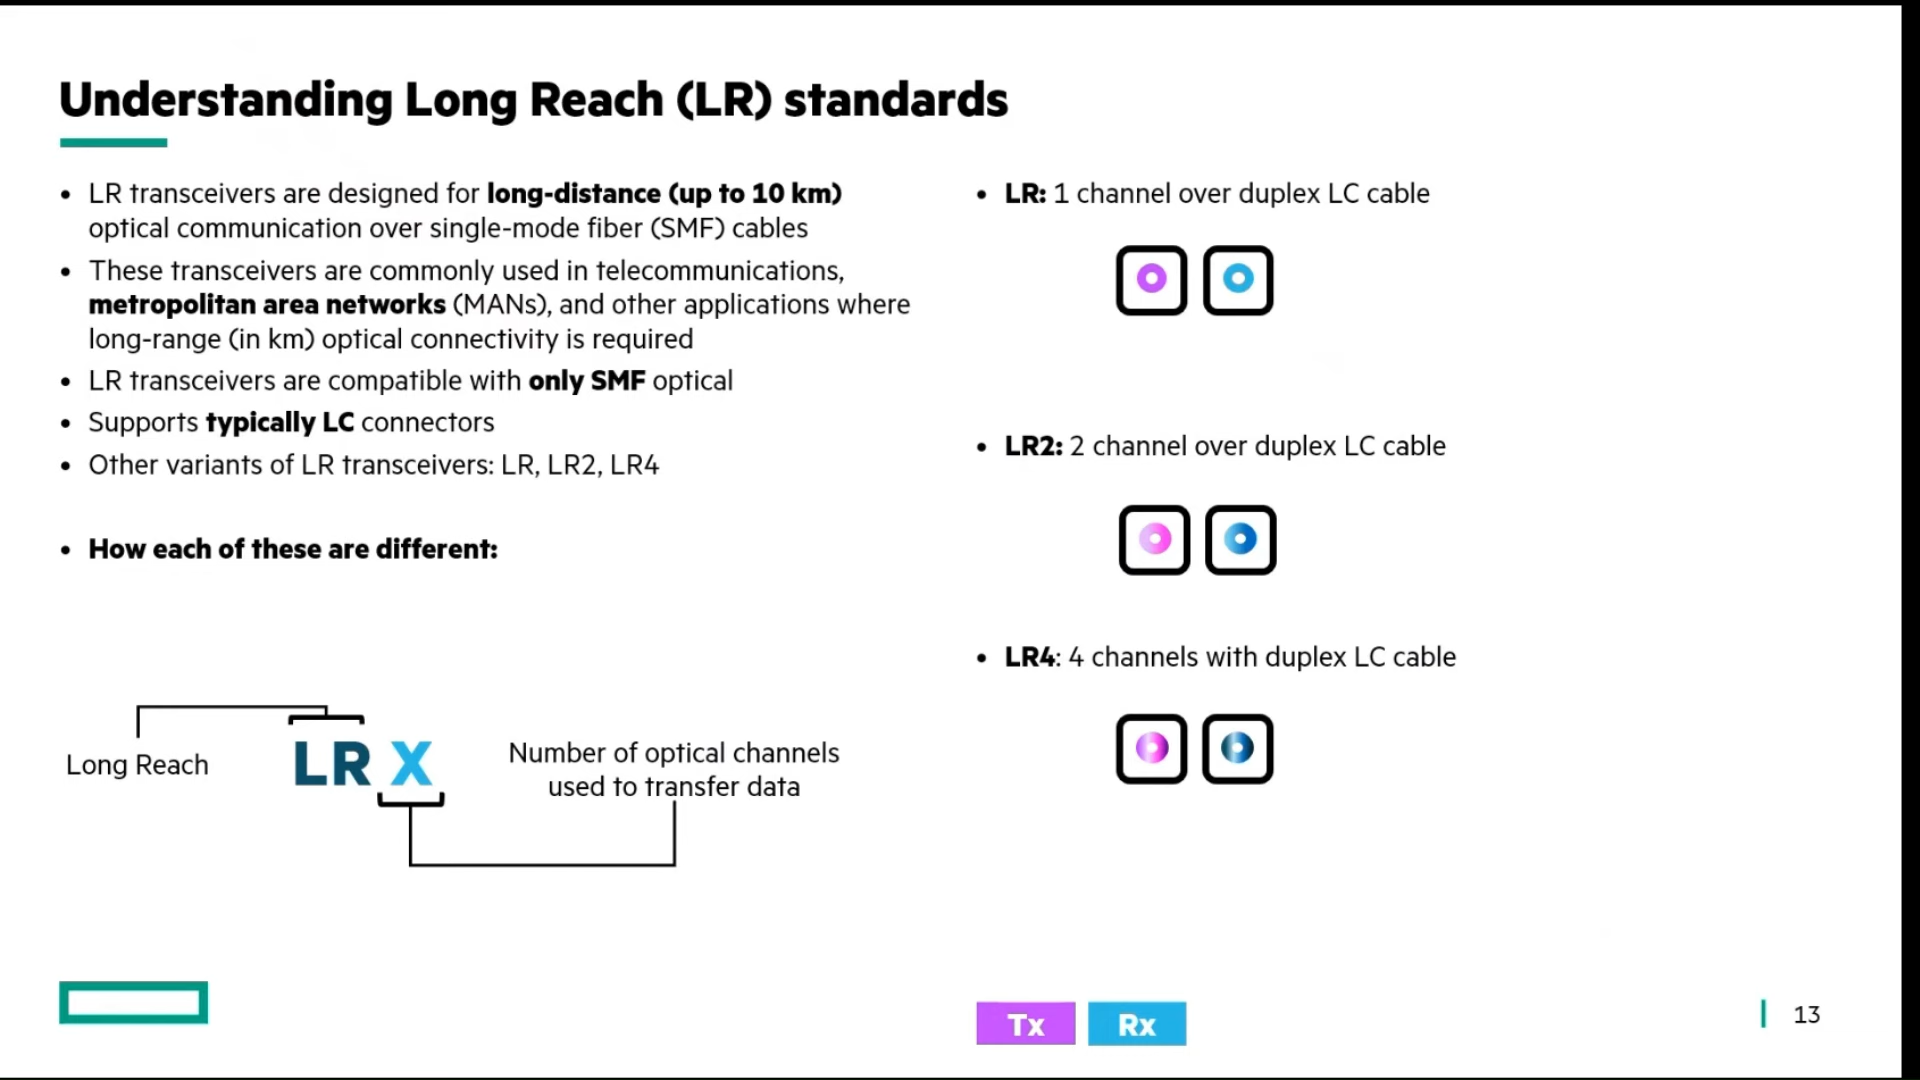 Understanding Long Reach (LR) standards
• LR transceivers are designed for long-distance (up to 10 km)
optical communication over single-mode fiber (SMF) cables
• These transceivers are commonly used in telecommunications,
metropolitan area networks (MANs), and other applications where
long-range (in km) optical connectivity is required
• LR transceivers are compatible with only SMF optical
• Supports typically LC connectors
• Other variants of LR transceivers: LR, LR2, LR4
• How each of these are different:
Long Reach
LR X
Number of optical channels
used to transfer data
• LR: 1 channel over duplex LC cable
• LR2: 2 channel over duplex LC cable
• LR4: 4 channels with duplex LC cable
Tx
Rx
13